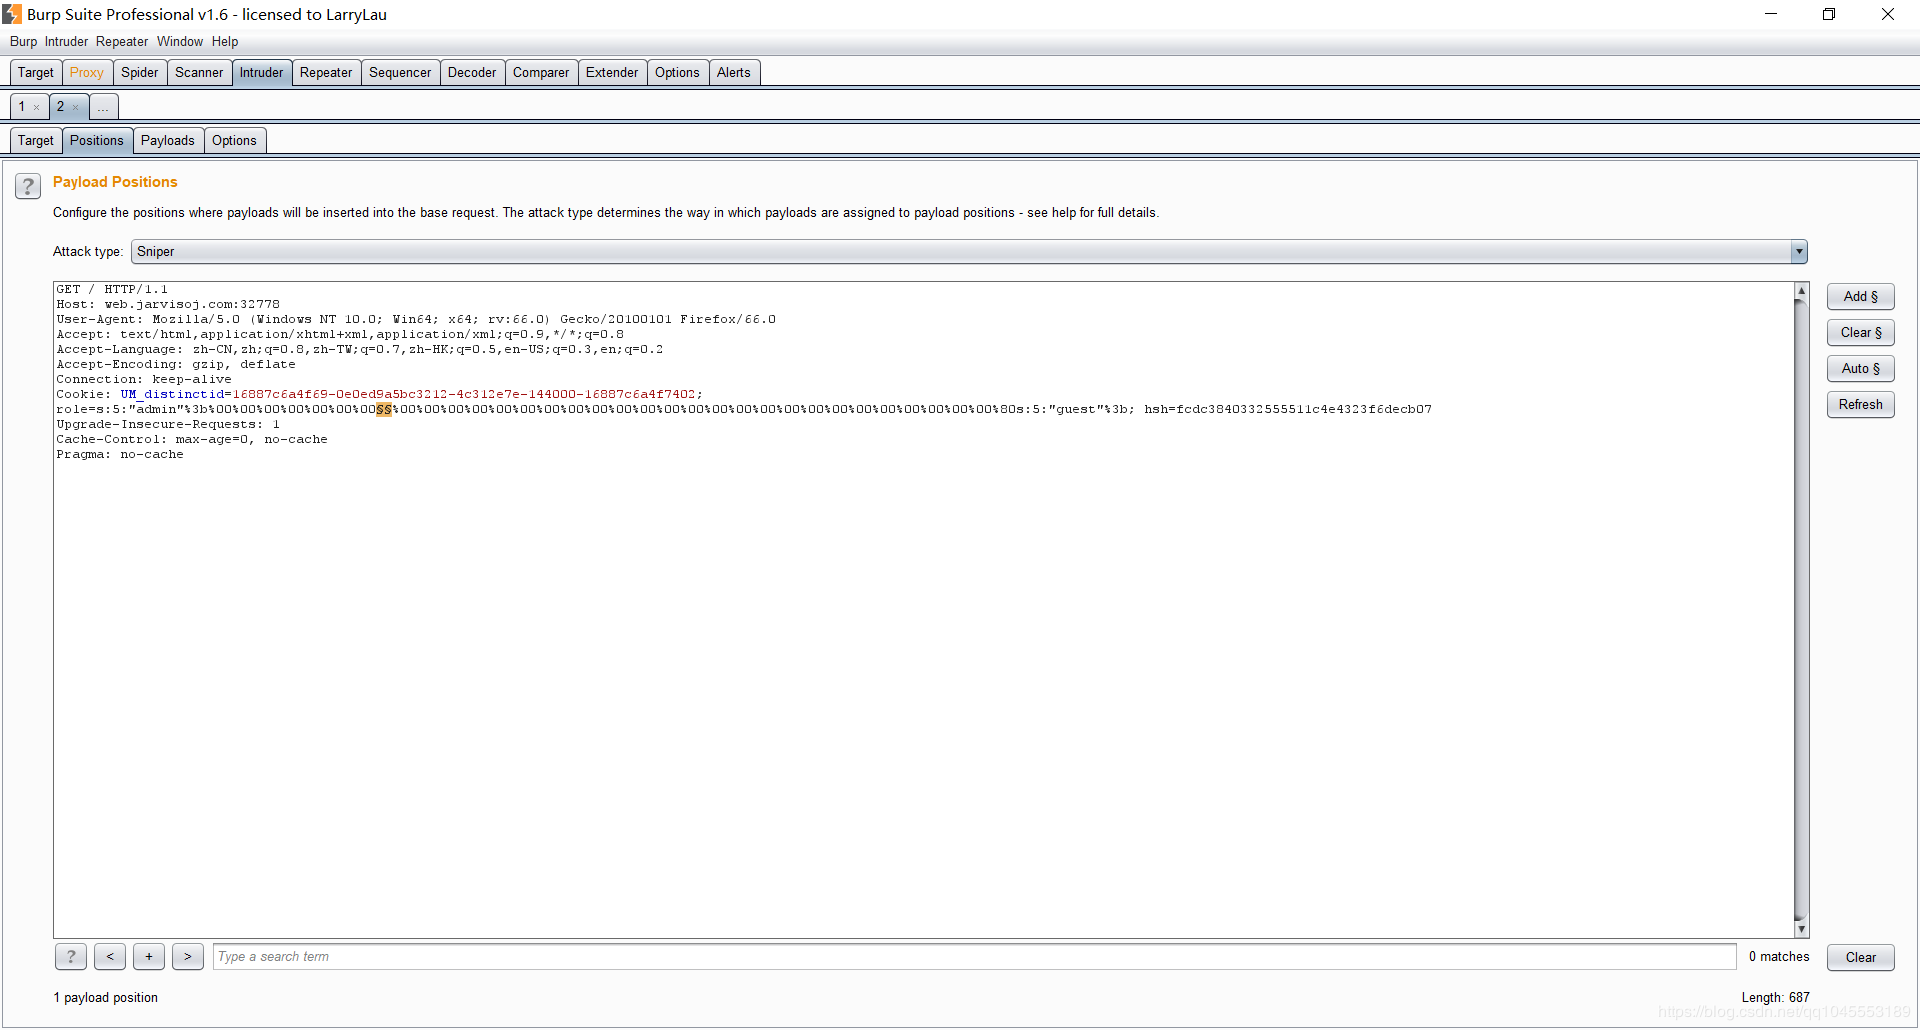 Burp Suite Professional v1.6 - licensed to LarryLau
Burp Intruder Repeater Window Help
Target Proxy Spider Scanner Intruder Repeater Sequencer Decoder Comparer Extender Options Alerts
1 × 2 × ...
Target Positions Payloads Options
? Payload Positions
Configure the positions where payloads will be inserted into the base request. The attack type determines the way in which payloads are assigned to payload positions - see help for full details.
Attack type: Sniper
GET / HTTP/1.1
Host: web.jarvisoj.com:32778
User-Agent: Mozilla/5.0 (Windows NT 10.0; Win64; x64; rv:66.0) Gecko/20100101 Firefox/66.0
Accept: text/html,application/xhtml+xml,application/xml;q=0.9,*/*;q=0.8
Accept-Language: zh-CN,zh;q=0.8,zh-TW;q=0.7,zh-HK;q=0.5,en-US;q=0.3,en;q=0.2
Accept-Encoding: gzip, deflate
Connection: keep-alive
Cookie: UM_distinctid=16887c6a4f69-0e0ed9a5bc3212-4c312e7e-144000-16887c6a4f7402;
role=s:5:"admin"%3b%00%00%00%00%00%00%00§§%00%00%00%00%00%00%00%00%00%00%00%00%00%00%00%00%00%00%00%00%00%00%00%00%00%80s:5:"guest"%3b; hsh=fcdc3840332555511c4e4323f6decb07
Upgrade-Insecure-Requests: 1
Cache-Control: max-age=0, no-cache
Pragma: no-cache
Add §
Clear §
Auto §
Refresh
? < + > Type a search term 0 matches Clear
1 payload position Length: 687
https://blog.csdn.net/qq1045553189